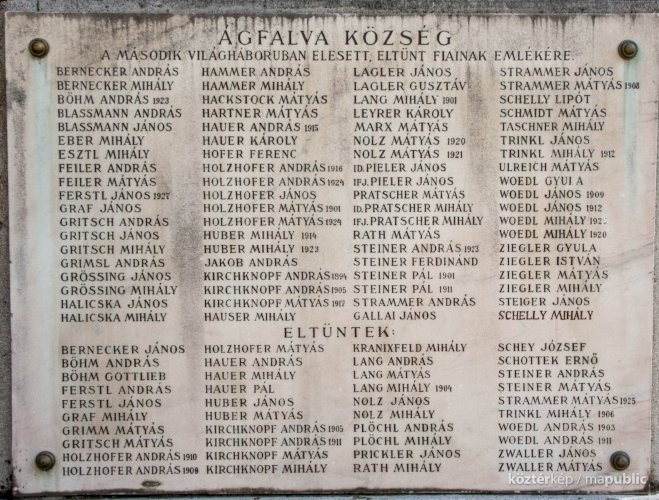 ÁGFALVA KÖZSÉG
A MÁSODIK VILÁGHÁBORUBAN ELESETT, ELTÜNT FIAINAK EMLÉKÉRE.
BERNECKER ANDRÁS
BERNECKER MIHÁLY
BÖHM ANDRÁS 1923
BLASSMANN ANDRÁS
BLASSMANN JÁNOS
EBER MIHÁLY
ESZTL MIHÁLY
FEILER ANDRÁS
FEILER MÁTYÁS
FERSTL JÁNOS 1927
GRAF JÁNOS
GRITSCH ANDRÁS
GRITSCH JÁNOS
GRITSCH MIHÁLY
GRIMSL ANDRÁS
GRÖSSING JÁNOS
GRÖSSING MIHÁLY
HALICSKA JÁNOS
HALICSKA MIHÁLY
HAMMER ANDRÁS
HAMMER MIHÁLY
HACKSTOCK MÁTYÁS
HARTNER MÁTYÁS
HAUER ANDRÁS 1915
HAUER KÁROLY
HOFER FERENC
HOLZHOFER ANDRÁS 1916
HOLZHOFER ANDRÁS 1924
HOLZHOFER JÁNOS
HOLZHOFER MÁTYÁS 1901
HOLZHOFER MÁTYÁS 1924
HUBER MIHÁLY 1914
HUBER MIHÁLY 1923
JAKOB ANDRÁS
KIRCHKNOPF ANDRÁS 1894
KIRCHKNOPF ANDRÁS 1905
KIRCHKNOPF MÁTYÁS 1917
HAUSER MIHÁLY
LAGLER JÁNOS
LAGLER GUSZTÁV
LANG MIHÁLY 1901
LEYRER KÁROLY
MARX MÁTYÁS
NOLZ MÁTYÁS 1920
NOLZ MÁTYÁS 1921
ID. PIELER JÁNOS
IFJ. PIELER JÁNOS
PRATSCHER MÁTYÁS
ID. PRATSCHER MIHÁLY
IFJ. PRATSCHER MIHÁLY
RATH MÁTYÁS
STEINER ANDRÁS 1923
STEINER FERDINÁND
STEINER PÁL 1901
STEINER PÁL 1911
STRAMMER ANDRÁS
GALLAI JÁNOS
STRAMMER JÁNOS
STRAMMER MÁTYÁS 1908
SCHELLY LIPÓT
SCHMIDT MÁTYÁS
TASCHNER MIHÁLY
TRINKL JÁNOS
TRINKL MIHÁLY 1912
ULREICH MÁTYÁS
WOEDL GYULA
WOEDL JÁNOS 1909
WOEDL JÁNOS 1912
WOEDL MIHÁLY
WOEDL MIHÁLY 1920
ZIEGLER GYULA
ZIEGLER ISTVÁN
ZIEGLER MÁTYÁS
ZIEGLER MIHÁLY
STEIGER JÁNOS
SCHELLY MIHÁLY
ELTÜNTEK:
BERNECKER JÁNOS
BÖHM ANDRÁS
BÖHM GOTTLIEB
FERSTL ANDRÁS
FERSTL JÁNOS
GRAF MIHÁLY
GRIMM MÁTYÁS
GRITSCH MÁTYÁS
HOLZHOFER ANDRÁS 1910
HOLZHOFER ANDRÁS 1909
HOLZHOFER MÁTYÁS
HAUER ANDRÁS
HAUER MIHÁLY
HAUER PÁL
HUBER JÁNOS
HUBER MÁTYÁS
KIRCHKNOPF ANDRÁS 1905
KIRCHKNOPF ANDRÁS 1911
KIRCHKNOPF MÁTYÁS
KIRCHKNOPF MIHÁLY
KRANIXFELD MIHÁLY
LANG ANDRÁS
LANG MÁTYÁS
LANG MIHÁLY 1904
NOLZ JÁNOS
NOLZ MIHÁLY
PLÖCHL ANDRÁS
PLÖCHL MIHÁLY
PRICKLER JÁNOS
RATH MIHÁLY
SCHEY JÓZSEF
SCHOTTEK ERNŐ
STEINER ANDRÁS
STEINER MÁTYÁS
STRAMMER MÁTYÁS 1925
TRINKL MIHÁLY 1906
WOEDL ANDRÁS 1903
WOEDL ANDRÁS 1911
ZWALLER JÁNOS
ZWALLER MÁTYÁS
köztérkép / mapublic